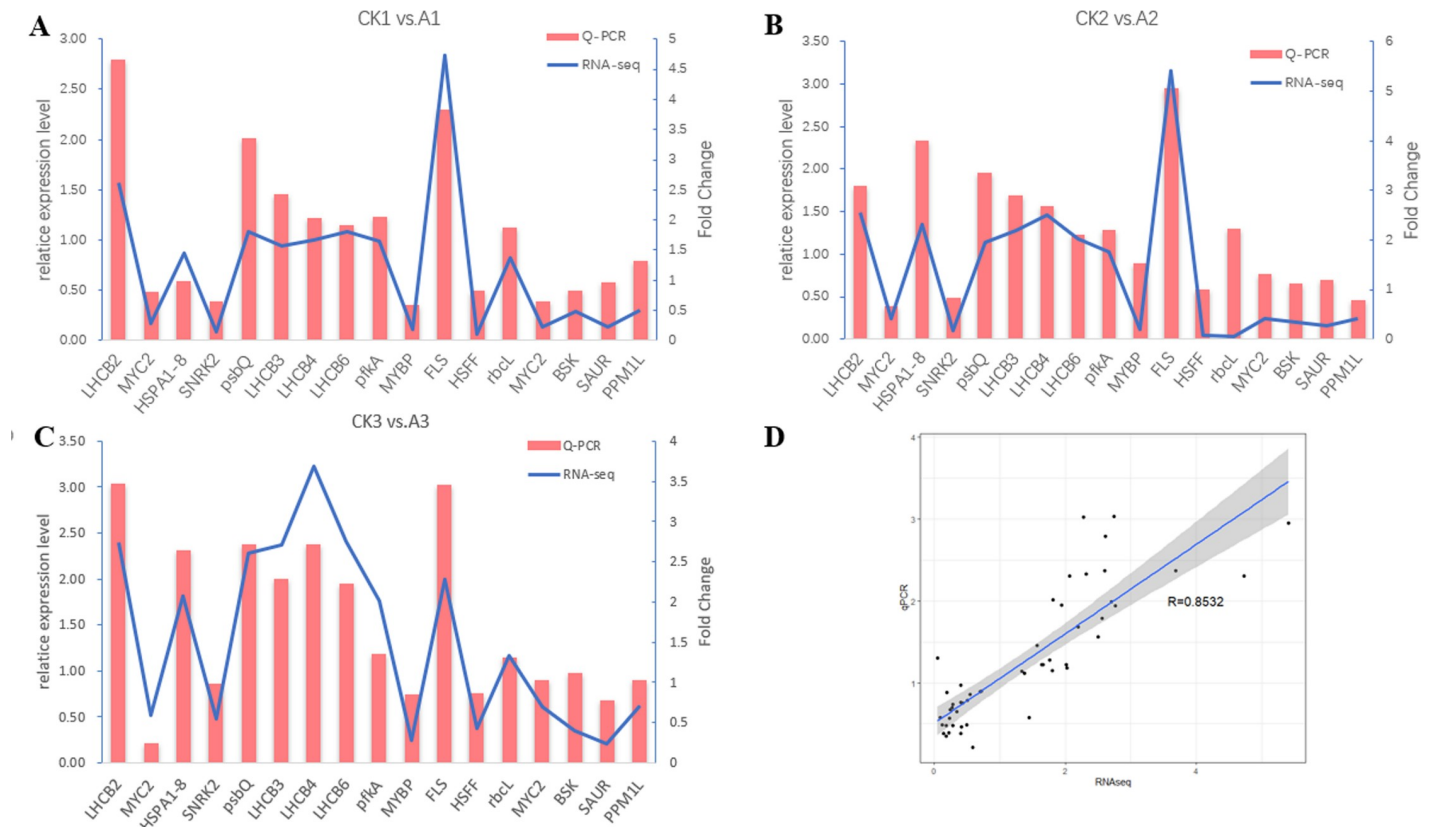 A
CK1 vs.A1
Q-PCR
RNA-seq
relatice expression level
3.00
2.50
2.00
1.50
1.00
0.50
0.00
5
4.5
4
3.5
3
2.5
2
1.5
1
0.5
0
Fold Change
LHCB2
MYC2
HSPA1-8
SNRK2
psbQ
LHCB3
LHCB4
LHCB6
pfkA
MYBP
FLS
HSFF
rbcL
MYC2
BSK
SAUR
PPM1L
B
CK2 vs.A2
Q-PCR
RNA-seq
relatice expression level
3.50
3.00
2.50
2.00
1.50
1.00
0.50
0.00
6
5
4
3
2
1
0
Fold Change
LHCB2
MYC2
HSPA1-8
SNRK2
psbQ
LHCB3
LHCB4
LHCB6
pfkA
MYBP
FLS
HSFF
rbcL
MYC2
BSK
SAUR
PPM1L
C
CK3 vs.A3
Q-PCR
RNA-seq
relatice expression level
3.50
3.00
2.50
2.00
1.50
1.00
0.50
0.00
4
3.5
3
2.5
2
1.5
1
0.5
0
Fold Change
LHCB2
MYC2
HSPA1-8
SNRK2
psbQ
LHCB3
LHCB4
LHCB6
pfkA
MYBP
FLS
HSFF
rbcL
MYC2
BSK
SAUR
PPM1L
D
4
3
2
1
qPCR
R=0.8532
0
2
4
RNAseq